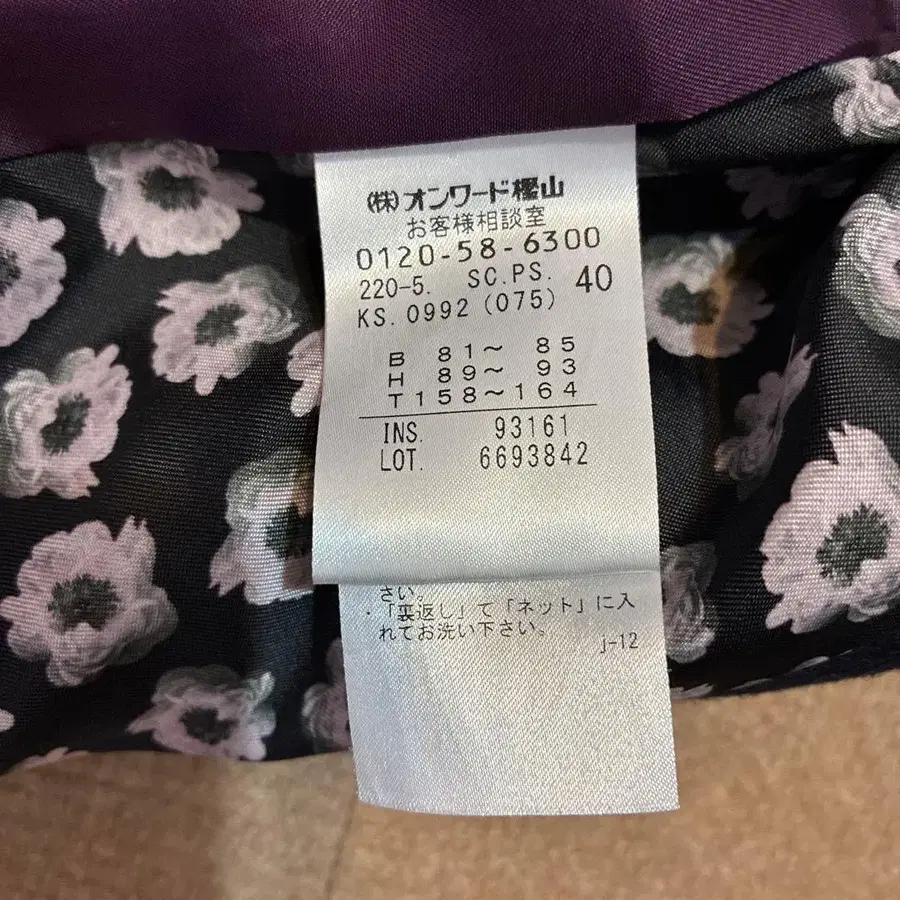 ㈱オンワード樫山
お客様相談室
0120-58-6300
220-5. SC.PS. 40
KS. 0992 (075)
B 81～ 85
H 89～ 93
T158～164
INS. 93161
LOT. 6693842
さい。
・「裏返し」て「ネット」に入
れてお洗い下さい。
j-12